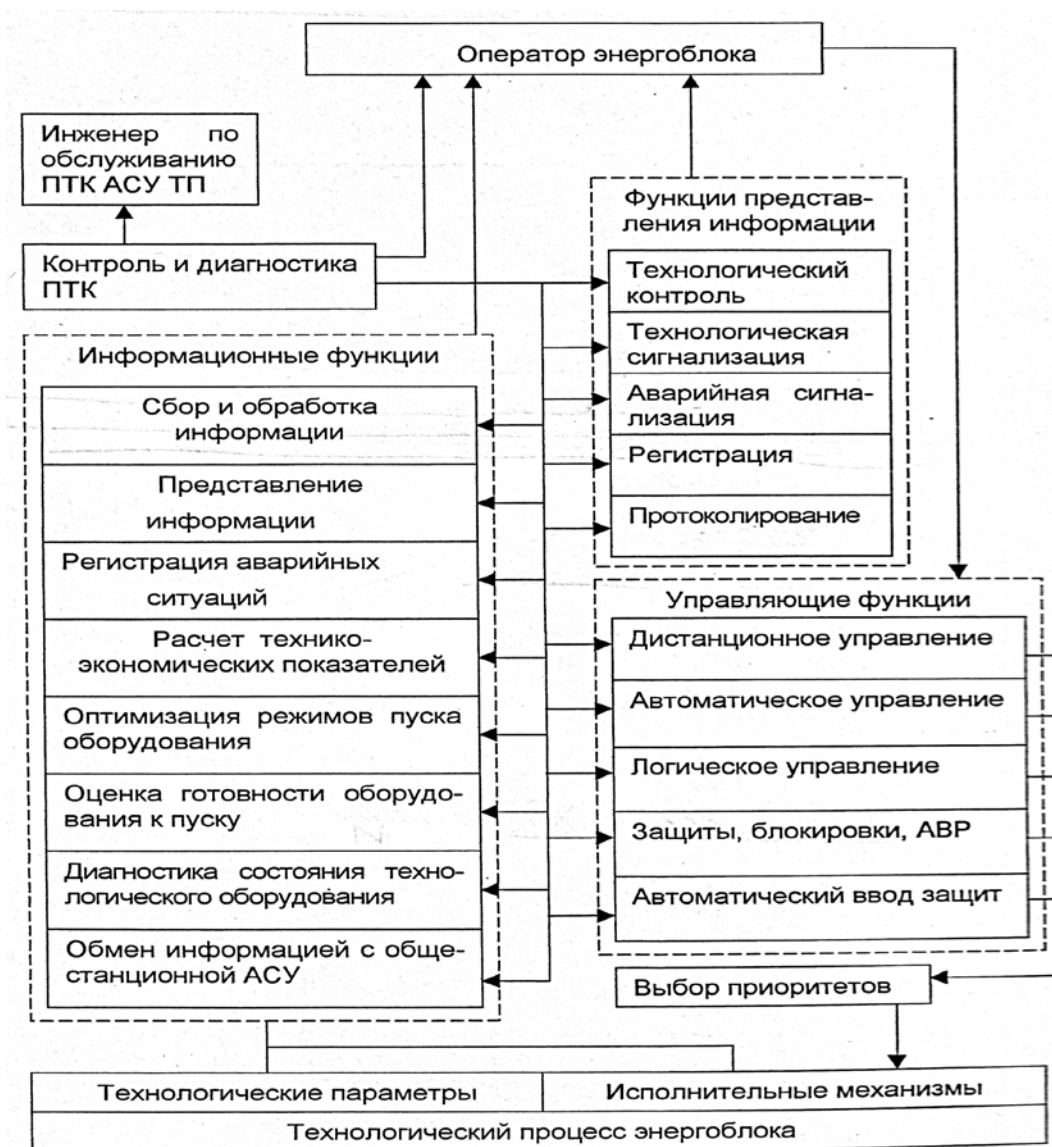 Оператор энергоблока
Инженер по
обслуживанию
ПТК АСУ ТП
Контроль и диагностика
ПТК
Функции представ-
ления информации
Технологический
контроль
Технологическая
сигнализация
Аварийная сигна-
лизация
Регистрация
Протоколирование
Информационные функции
Сбор и обработка
информации
Представление
информации
Регистрация аварийных
ситуаций
Расчет технико-
экономических показателей
Оптимизация режимов пуска
оборудования
Оценка готовности оборудо-
вания к пуску
Диагностика состояния техно-
логического оборудования
Обмен информацией с обще-
станционной АСУ
Управляющие функции
Дистанционное управление
Автоматическое управление
Логическое управление
Защиты, блокировки, АВР
Автоматический ввод защит
Выбор приоритетов
Технологические параметры
Исполнительные механизмы
Технологический процесс энергоблока